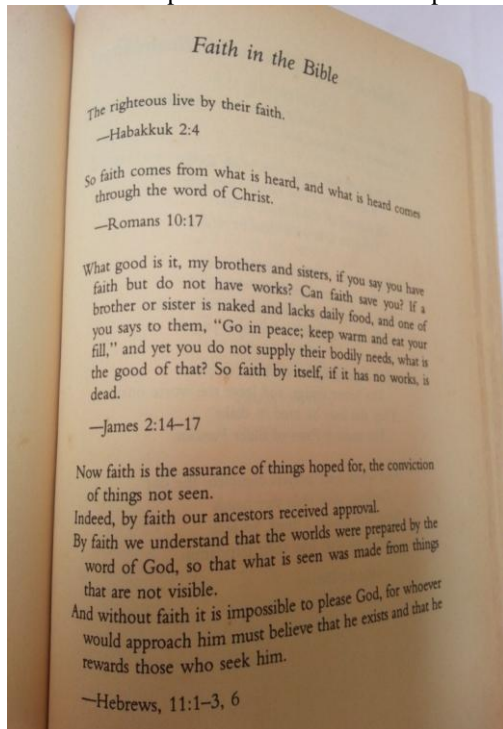 Faith in the Bible
The righteous live by their faith.
—Habakkuk 2:4
So faith comes from what is heard, and what is heard comes
through the word of Christ.
—Romans 10:17
What good is it, my brothers and sisters, if you say you have
faith but do not have works? Can faith save you? If a
brother or sister is naked and lacks daily food, and one of
you says to them, “Go in peace; keep warm and eat your
fill,” and yet you do not supply their bodily needs, what is
the good of that? So faith by itself, if it has no works, is
dead.
—James 2:14–17
Now faith is the assurance of things hoped for, the conviction
of things not seen.
Indeed, by faith our ancestors received approval.
By faith we understand that the worlds were prepared by the
word of God, so that what is seen was made from things
that are not visible.
And without faith it is impossible to please God, for whoever
would approach him must believe that he exists and that he
rewards those who seek him.
—Hebrews, 11:1–3, 6